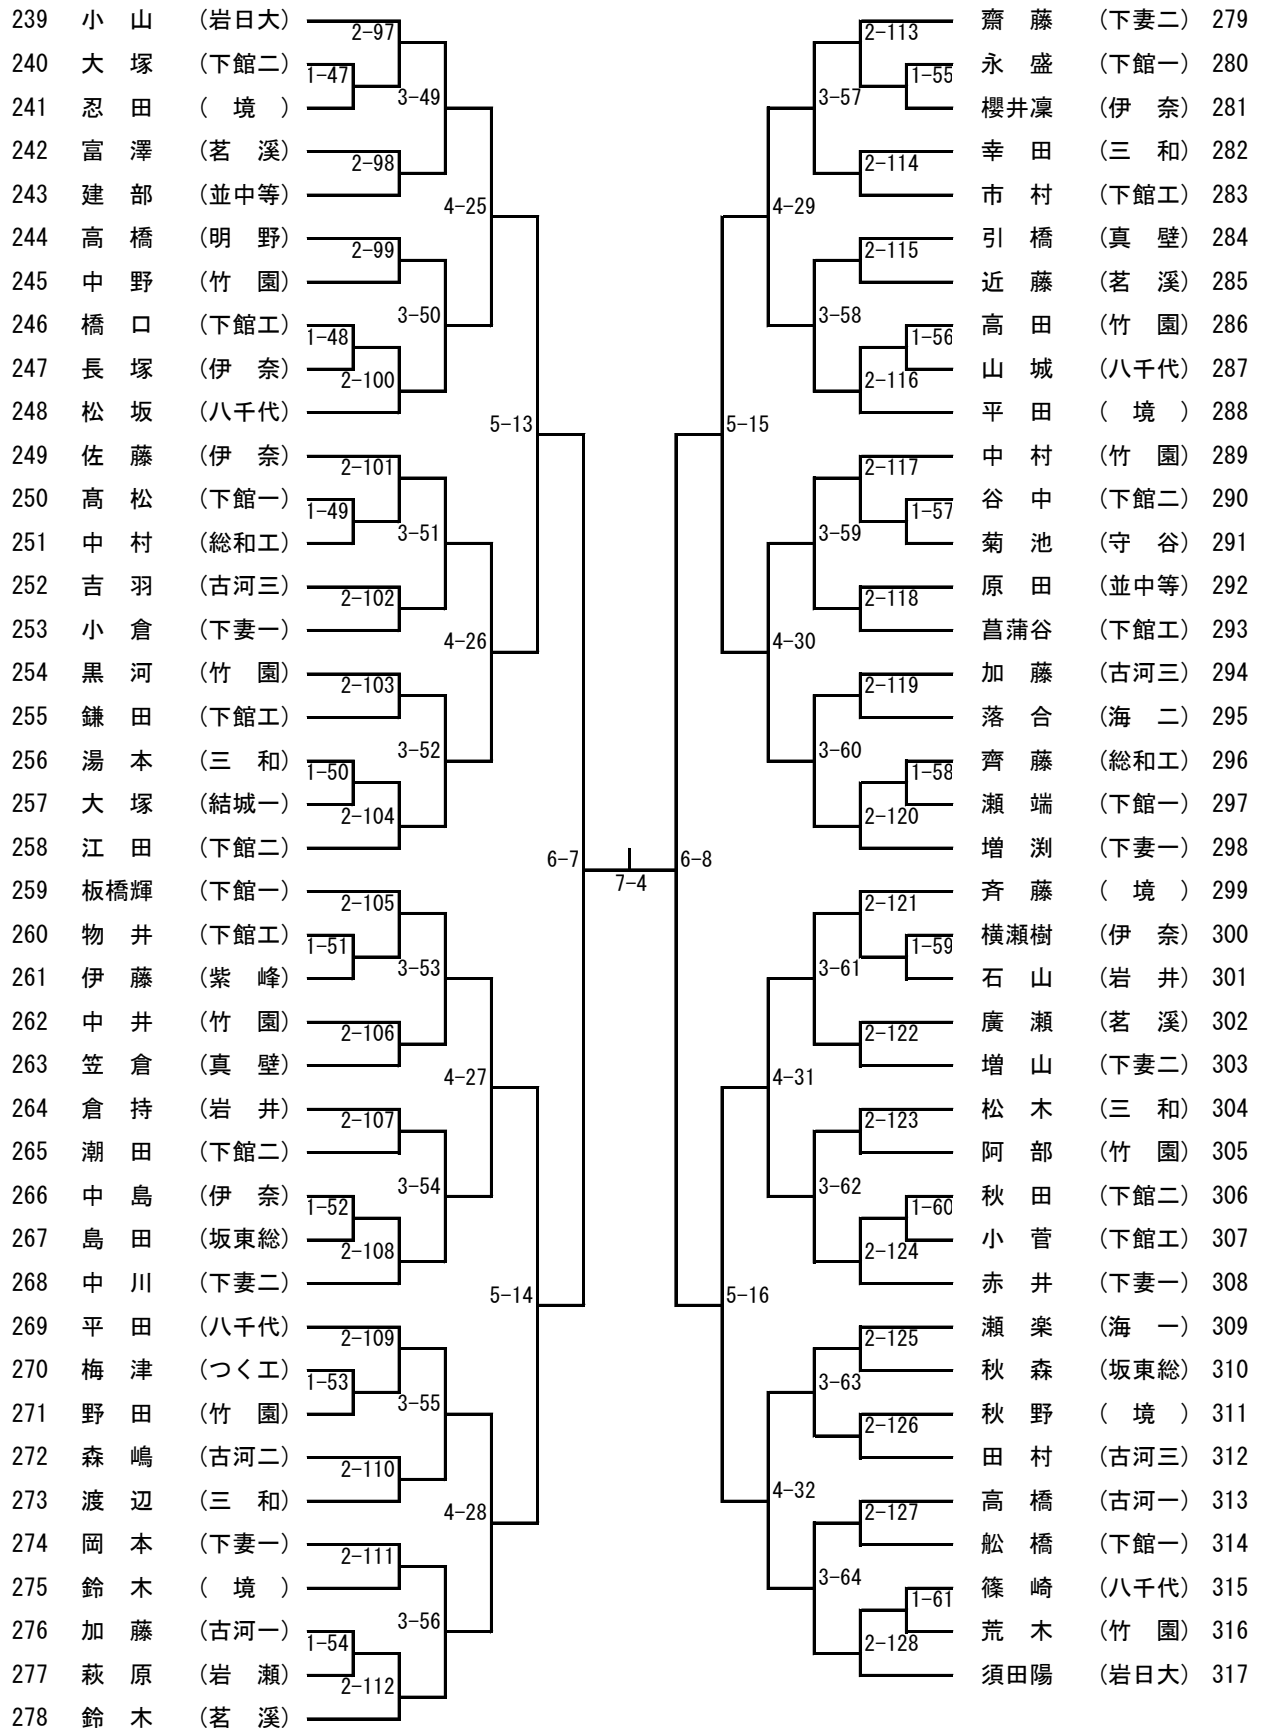 239 小 山 (岩日大)
2-97
240 大 塚 (下館二)
1-47
3-49
241 忍 田 ( 境 )
242 富 澤 (茗 溪)
2-98
243 建 部 (並中等)
4-25
244 高 橋 (明 野)
2-99
245 中 野 (竹 園)
3-50
246 橋 口 (下館工)
1-48
247 長 塚 (伊 奈)
2-100
248 松 坂 (八千代)
5-13
249 佐 藤 (伊 奈)
2-101
250 髙 松 (下館一)
1-49
3-51
251 中 村 (総和工)
252 吉 羽 (古河三)
2-102
253 小 倉 (下妻一)
4-26
254 黒 河 (竹 園)
2-103
255 鎌 田 (下館工)
3-52
256 湯 本 (三 和)
1-50
257 大 塚 (結城一)
2-104
258 江 田 (下館二)
6-7
7-4
259 板橋輝 (下館一)
2-105
260 物 井 (下館工)
1-51
3-53
261 伊 藤 (紫 峰)
262 中 井 (竹 園)
2-106
263 笠 倉 (真 壁)
4-27
264 倉 持 (岩 井)
2-107
265 潮 田 (下館二)
3-54
266 中 島 (伊 奈)
1-52
267 島 田 (坂東総)
2-108
268 中 川 (下妻二)
5-14
269 平 田 (八千代)
2-109
270 梅 津 (つく工)
1-53
3-55
271 野 田 (竹 園)
272 森 嶋 (古河二)
2-110
273 渡 辺 (三 和)
4-28
274 岡 本 (下妻一)
2-111
275 鈴 木 ( 境 )
3-56
276 加 藤 (古河一)
1-54
277 萩 原 (岩 瀬)
2-112
278 鈴 木 (茗 溪)
齋 藤 (下妻二) 279
2-113
永 盛 (下館一) 280
1-55
3-57
櫻井凜 (伊 奈) 281
幸 田 (三 和) 282
2-114
市 村 (下館工) 283
4-29
引 橋 (真 壁) 284
2-115
近 藤 (茗 溪) 285
3-58
高 田 (竹 園) 286
1-56
山 城 (八千代) 287
2-116
平 田 ( 境 ) 288
5-15
中 村 (竹 園) 289
2-117
谷 中 (下館二) 290
1-57
3-59
菊 池 (守 谷) 291
原 田 (並中等) 292
2-118
菖蒲谷 (下館工) 293
4-30
加 藤 (古河三) 294
2-119
落 合 (海 二) 295
3-60
齊 藤 (総和工) 296
1-58
瀬 端 (下館一) 297
2-120
増 渕 (下妻一) 298
6-8
斉 藤 ( 境 ) 299
2-121
横瀬樹 (伊 奈) 300
1-59
3-61
石 山 (岩 井) 301
廣 瀬 (茗 溪) 302
2-122
増 山 (下妻二) 303
4-31
松 木 (三 和) 304
2-123
阿 部 (竹 園) 305
3-62
秋 田 (下館二) 306
1-60
小 菅 (下館工) 307
2-124
赤 井 (下妻一) 308
5-16
瀬 楽 (海 一) 309
2-125
秋 森 (坂東総) 310
3-63
秋 野 ( 境 ) 311
2-126
田 村 (古河三) 312
4-32
高 橋 (古河一) 313
2-127
舩 橋 (下館一) 314
3-64
篠 崎 (八千代) 315
1-61
荒 木 (竹 園) 316
2-128
須田陽 (岩日大) 317